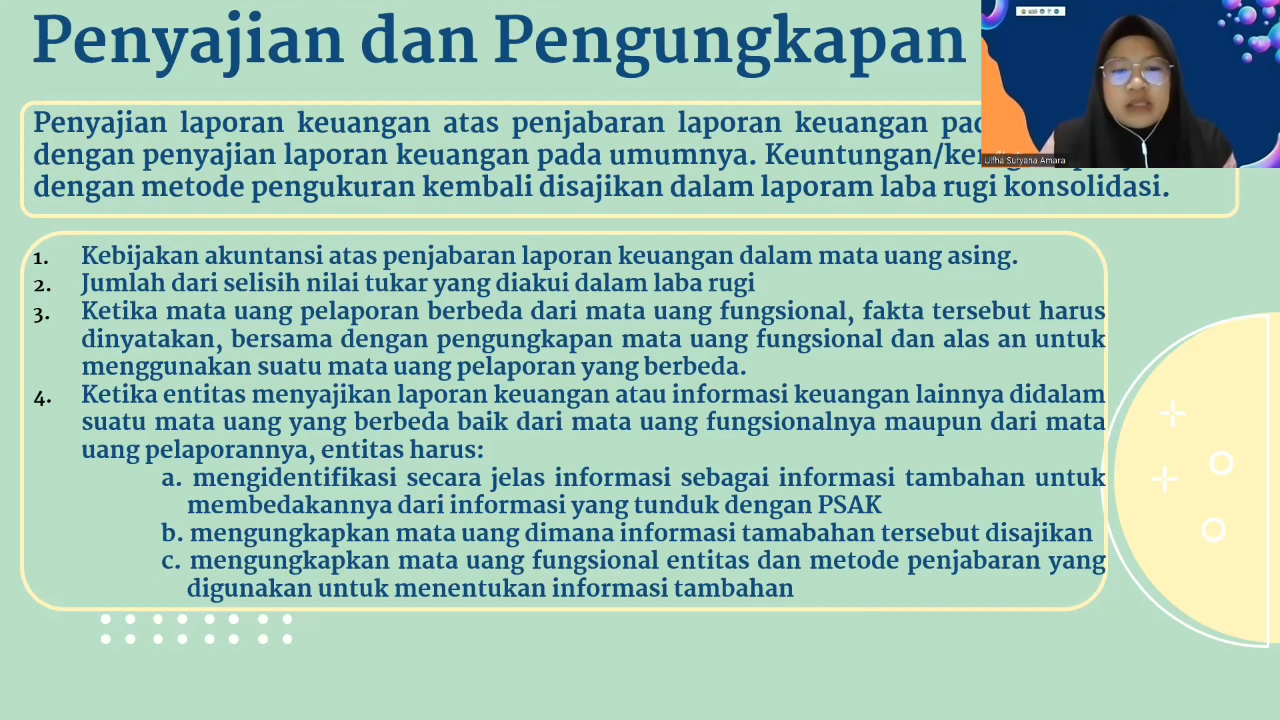 Penyajian dan Pengungkapan
Penyajian laporan keuangan atas penjabaran laporan keuangan
dengan penyajian laporan keuangan pada umumnya.
dengan metode pengukuran kembali disajikan dalam laporam laba rugi konsolidasi.
Ulfha Suryana Amara
1. Kebijakan akuntansi atas penjabaran laporan keuangan dalam mata uang asing.
2. Jumlah dari selisih nilai tukar yang diakui dalam laba rugi
3. Ketika mata uang pelaporan berbeda dari mata uang fungsional, fakta tersebut harus
dinyatakan, bersama dengan pengungkapan mata uang fungsional dan alas an untuk
menggunakan suatu mata uang pelaporan yang berbeda.
4. Ketika entitas menyajikan laporan keuangan atau informasi keuangan lainnya didalam
suatu mata uang yang berbeda baik dari mata uang fungsionalnya maupun dari mata
uang pelaporannya, entitas harus:
a. mengidentifikasi secara jelas informasi sebagai informasi tambahan untuk
membedakannya dari informasi yang tunduk dengan PSAK
b. mengungkapkan mata uang dimana informasi tamabahan tersebut disajikan
c. mengungkapkan mata uang fungsional entitas dan metode penjabaran yang
digunakan untuk menentukan informasi tambahan